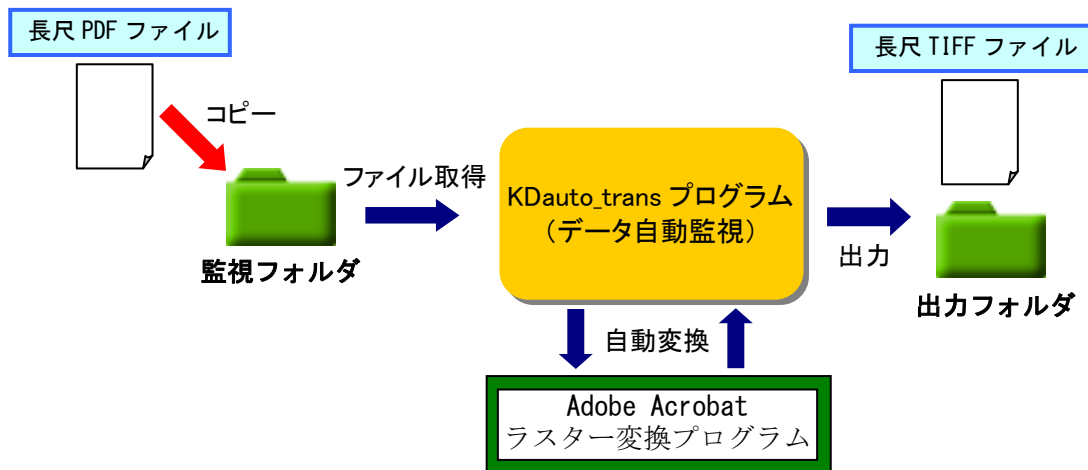 長尺 PDF ファイル
長尺 TIFF ファイル
コピー
ファイル取得
KDauto_trans プログラム
（データ自動監視）
出力
監視フォルダ
出力フォルダ
自動変換
Adobe Acrobat
ラスター変換プログラム